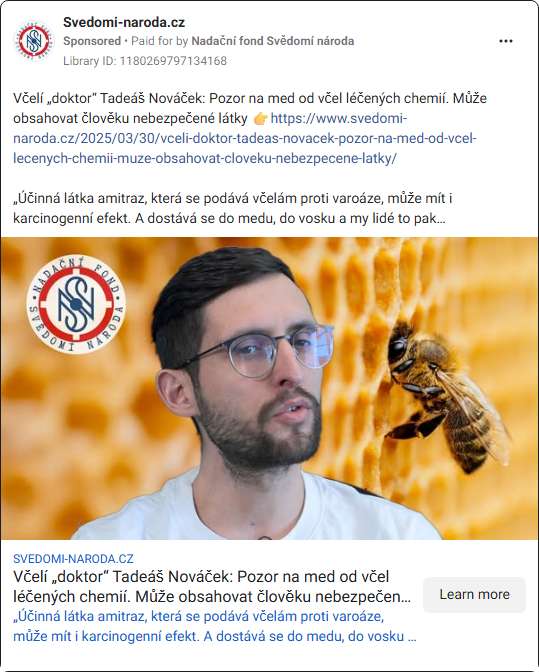 Svedomi-naroda.cz
Sponsored • Paid for by Nadační fond Svědomí národa
Library ID: 1180269797134168
Včelí „doktor“ Tadeáš Nováček: Pozor na med od včel léčených chemií. Může
obsahovat člověku nebezpečené látky 👉https://www.svedomi-
naroda.cz/2025/03/30/vceli-doktor-tadeas-novacek-pozor-na-med-od-vcel-
lecenych-chemii-muze-obsahovat-cloveku-nebezpecene-latky/
„Účinná látka amitraz, která se podává včelám proti varoáze, může mít i
karcinogenní efekt. A dostává se do medu, do vosku a my lidé to pak...
NADAČNÍ FOND
NS
SVĚDOMÍ NÁRODA
SVEDOMI-NARODA.CZ
Včelí „doktor“ Tadeáš Nováček: Pozor na med od včel
léčených chemií. Může obsahovat člověku nebezpečen...
Learn more
„Účinná látka amitraz, která se podává včelám proti varoáze,
může mít i karcinogenní efekt. A dostává se do medu, do vosku ...